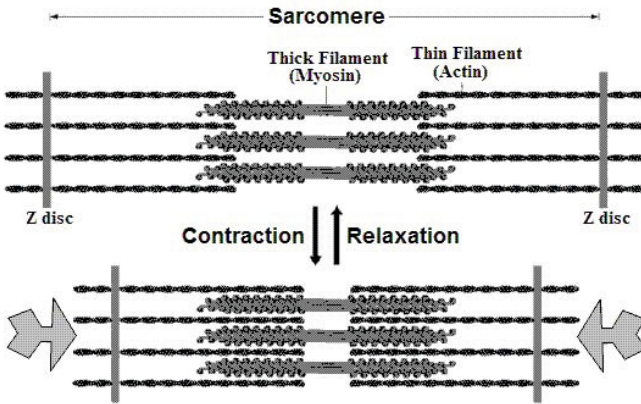 Sarcomere
Thick Filament
(Myosin)
Thin Filament
(Actin)
Z disc
Z disc
Contraction
Relaxation